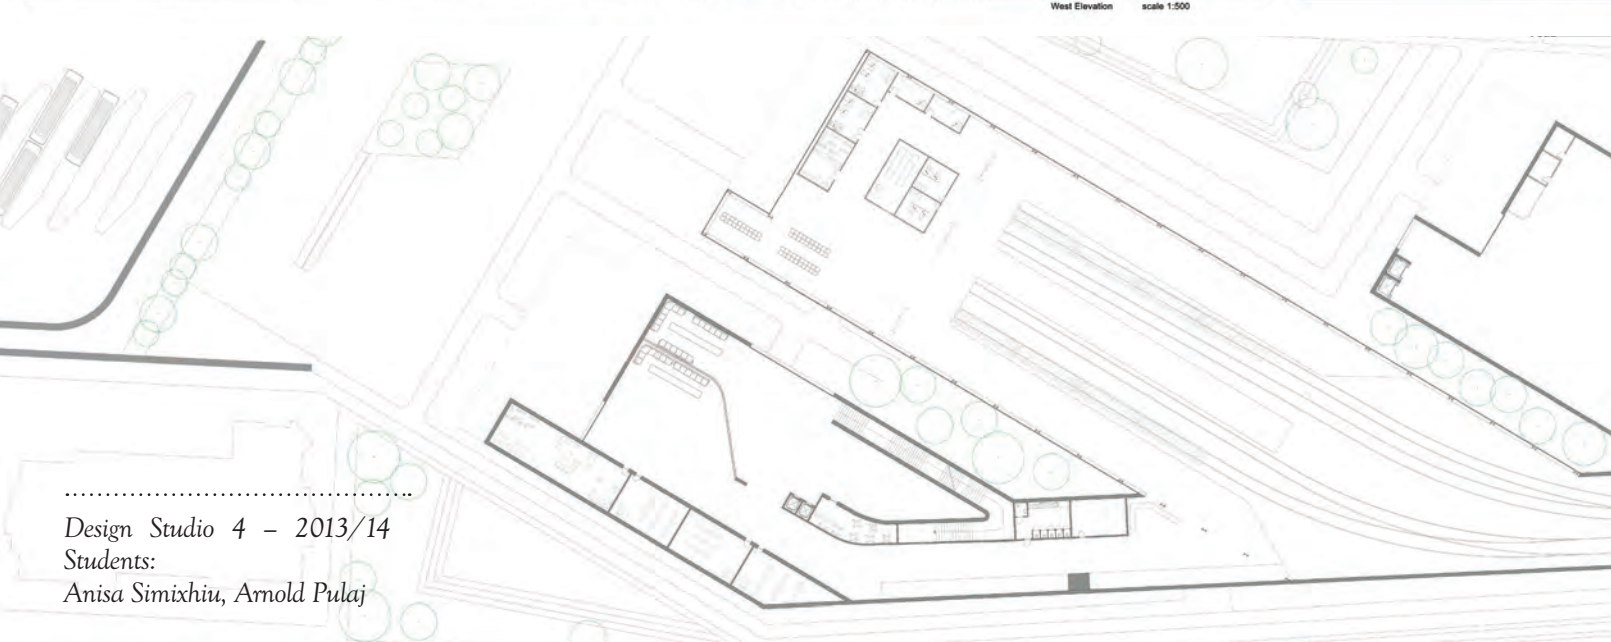 West Elevation scale 1:500
Design Studio 4 – 2013/14
Students:
Anisa Simixhiu, Arnold Pulaj